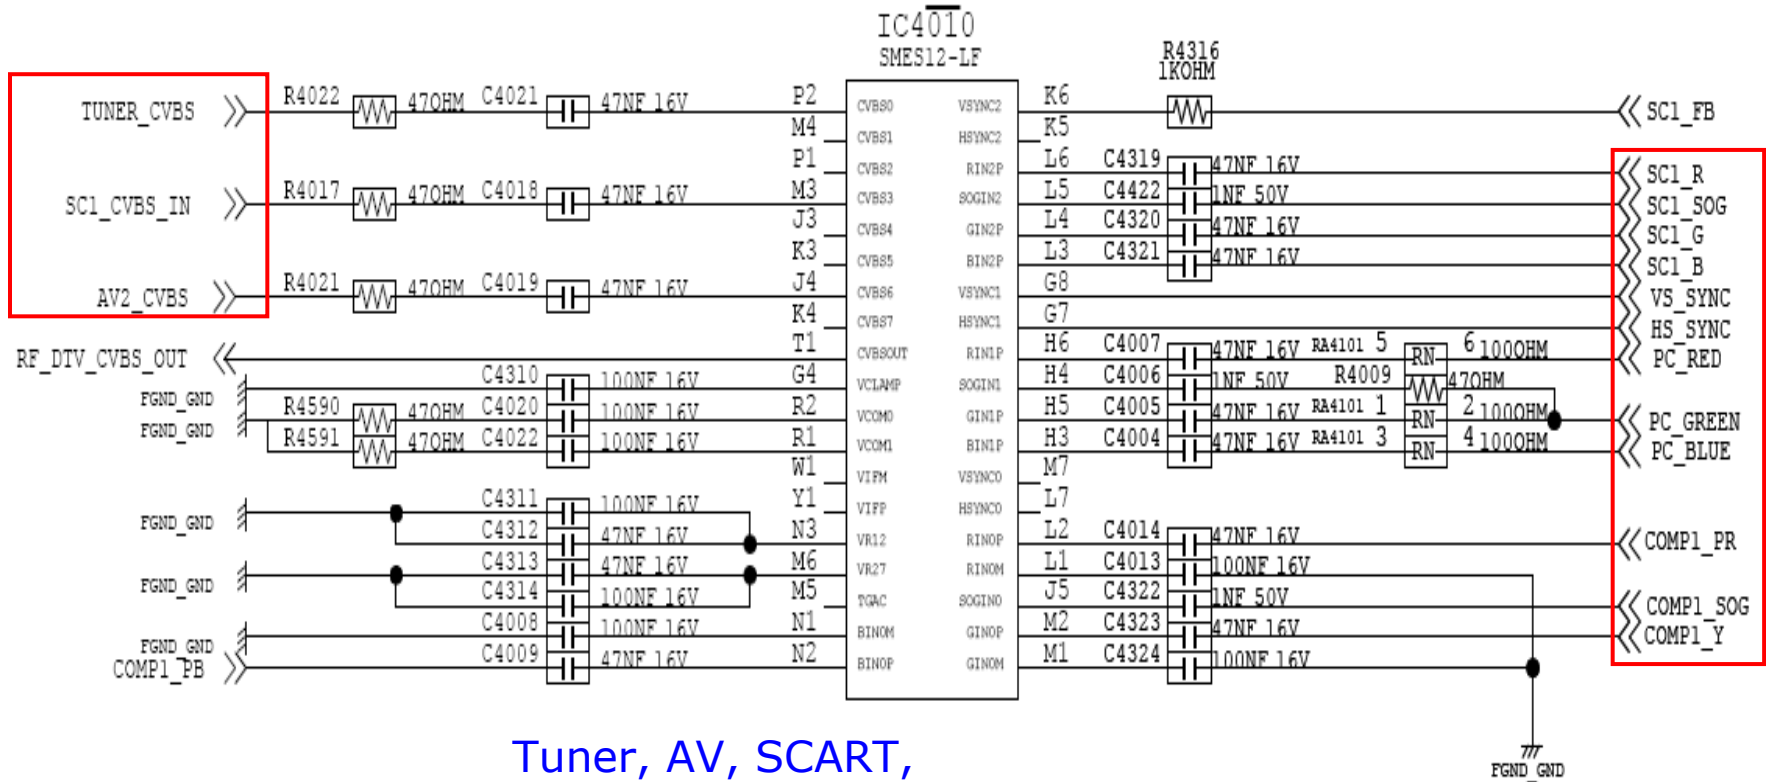 IC4010
SMES12-LF
R4316
1KOHM
TUNER_CVBS R4022 47OHM C4021 47NF 16V P2 CVBS0 VSYNC2 K6 SC1_FB
M4 CVBS1 HSYNC2 K5
P1 CVBS2 RIN2P L6 C4319 47NF 16V SC1_R
SC1_CVBS_IN R4017 47OHM C4018 47NF 16V M3 CVBS3 SOGIN2 L5 C4422 1NF 50V SC1_SOG
J3 CVBS4 GIN2P L4 C4320 47NF 16V SC1_G
K3 CVBS5 BIN2P L3 C4321 47NF 16V SC1_B
AV2_CVBS R4021 47OHM C4019 47NF 16V J4 CVBS6 VSYNC1 G8 VS_SYNC
K4 CVBS7 HSYNC1 G7 HS_SYNC
RF_DTV_CVBS_OUT T1 CVBSOUT RIN1P H6 C4007 47NF 16V RA4101 5 RN 6 100OHM PC_RED
FGND_GND C4310 100NF 16V G4 VCLAMP SOGIN1 H4 C4006 1NF 50V R4009 47OHM
FGND_GND R4590 47OHM C4020 100NF 16V R2 VCOM0 GIN1P H5 C4005 47NF 16V RA4101 1 RN 2 100OHM PC_GREEN
R4591 47OHM C4022 100NF 16V R1 VCOM1 BIN1P H3 C4004 47NF 16V RA4101 3 RN 4 100OHM PC_BLUE
W1 VIFM VSYNC0 M7
Y1 VIFP HSYNC0 L7
FGND_GND C4311 100NF 16V
C4312 47NF 16V N3 VR12 RIN0P L2 C4014 47NF 16V COMP1_PR
FGND_GND C4313 47NF 16V M6 VR27 RIN0M L1 C4013 100NF 16V
C4314 100NF 16V M5 TGAC SOGIN0 J5 C4322 1NF 50V COMP1_SOG
FGND_GND C4008 100NF 16V N1 BIN0M GIN0P M2 C4323 47NF 16V COMP1_Y
COMP1_PB C4009 47NF 16V N2 BIN0P GIN0M M1 C4324 100NF 16V
FGND_GND
Tuner, AV, SCART,